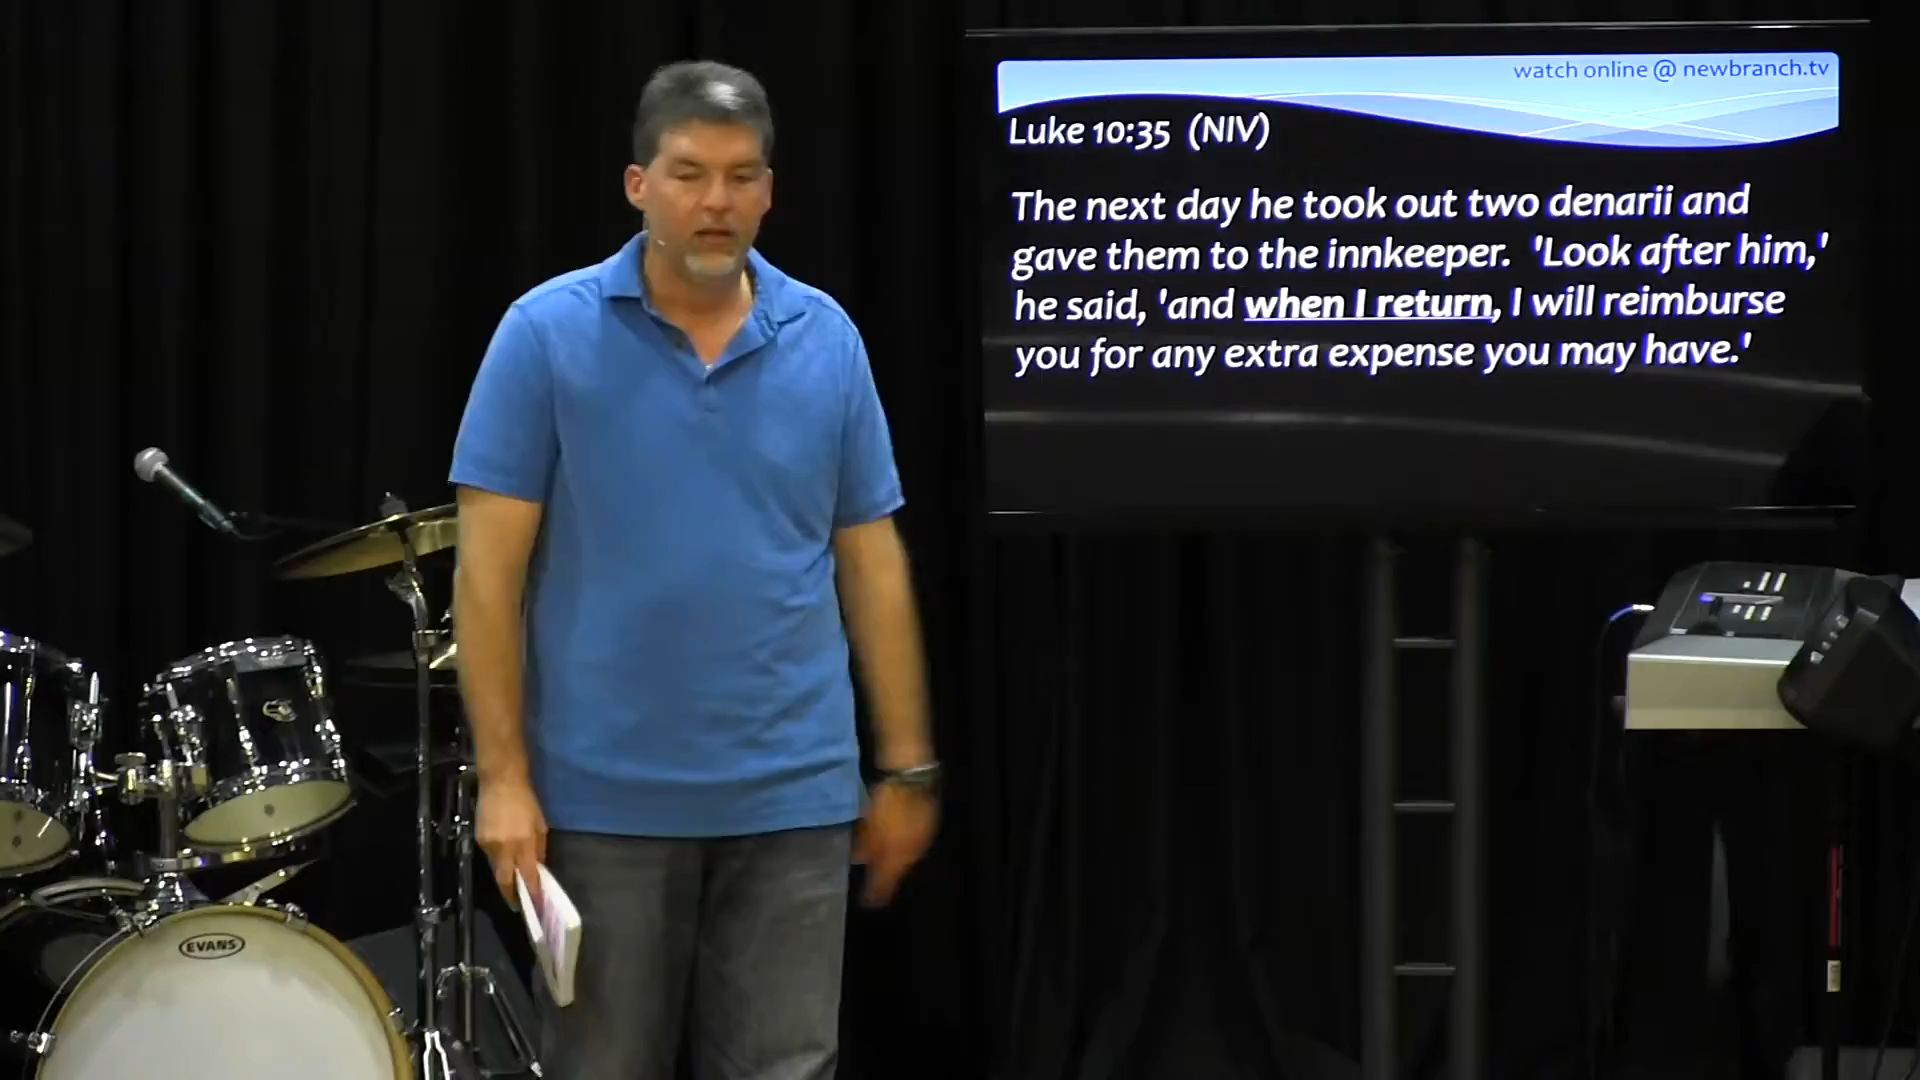 watch online @ newbranch.tv
Luke 10:35 (NIV)
The next day he took out two denarii and
gave them to the innkeeper. 'Look after him,'
he said, 'and when I return, I will reimburse
you for any extra expense you may have.'
EVANS